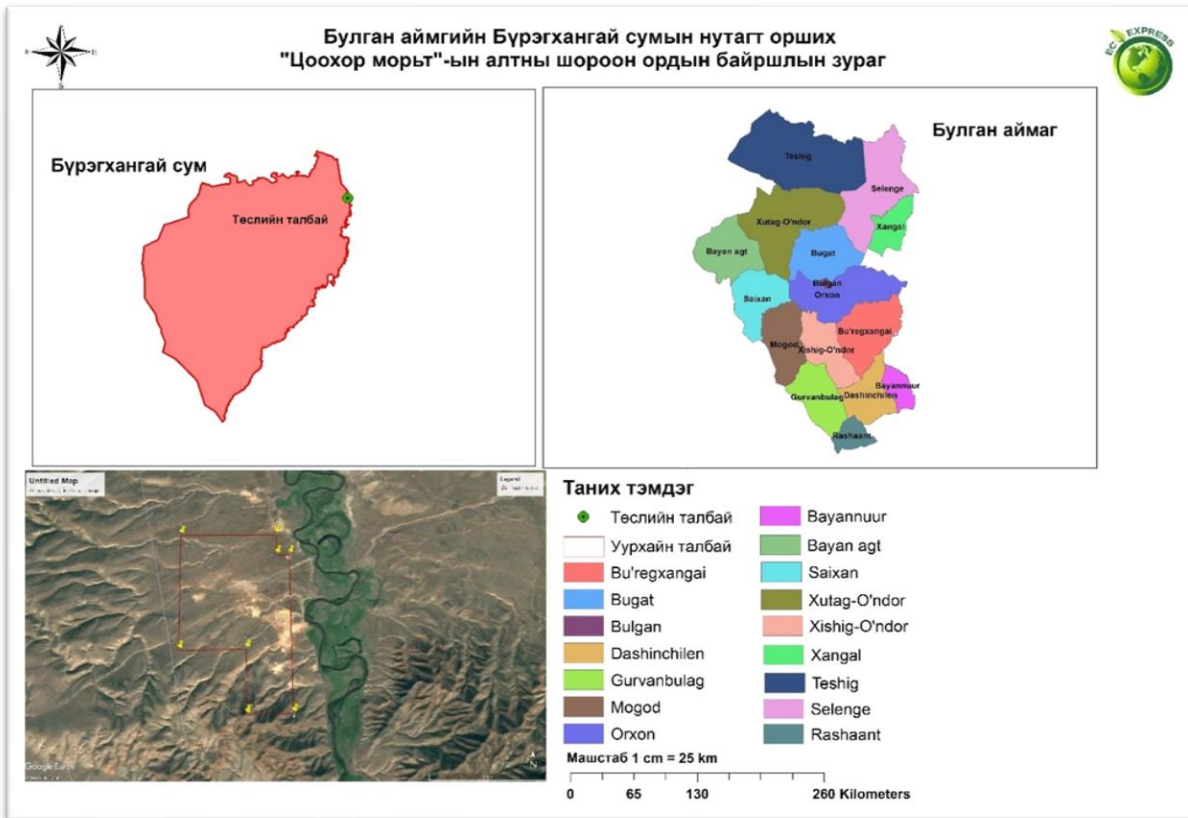 Булган аймгийн Бүрэгхангай сумын нутагт орших
"Цоохор морьт"-ын алтны шороон ордын байршлын зураг
ECO EXPRESS
S
Бүрэгхангай сум
Төслийн талбай
Булган аймаг
Teshig
Selenge
Xutag-O'ndor
Xangal
Bayan agt
Bugat
Bulgan
Saixan
Orxon
Bu'regxangai
Mogod
Xishig-O'ndor
Bayannuur
Gurvanbulag
Dashinchilen
Rashaant
Untitled Map
Legend
Google Earth
N
Таних тэмдэг
Төслийн талбай
Уурхайн талбай
Bu'regxangai
Bugat
Bulgan
Dashinchilen
Gurvanbulag
Mogod
Orxon
Bayannuur
Bayan agt
Saixan
Xutag-O'ndor
Xishig-O'ndor
Xangal
Teshig
Selenge
Rashaant
Машстаб 1 cm = 25 km
0 65 130 260 Kilometers